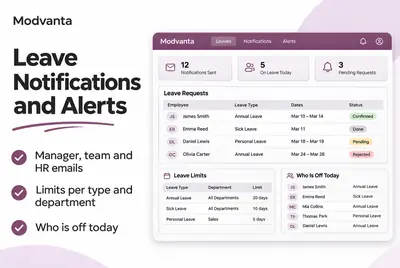 Modvanta
Leave
Notifications
and Alerts
Manager, team and
HR emails
Limits per type and
department
Who is off today
Modvanta Leaves Notifications Alerts
12
Notifications Sent
5
On Leave Today
3
Pending Requests
Leave Requests
Employee Leave Type Dates Status
JS James Smith Annual Leave Mar 10 – Mar 14 Confirmed
ER Emma Reed Sick Leave Mar 11 Done
DL Daniel Lewis Personal Leave Mar 18 – Mar 19 Pending
OC Olivia Carter Annual Leave Mar 24 – Mar 28 Rejected
Leave Limits
Leave Type Department Limit
Annual Leave All Departments 20 days
Sick Leave All Departments 10 days
Personal Leave Sales 5 days
Who Is Off Today
JS James Smith Annual Leave
ER Emma Reed Sick Leave
MC Mia Collins Annual Leave
TP Thomas Park Personal Leave
DL Daniel Lewis Annual Leave